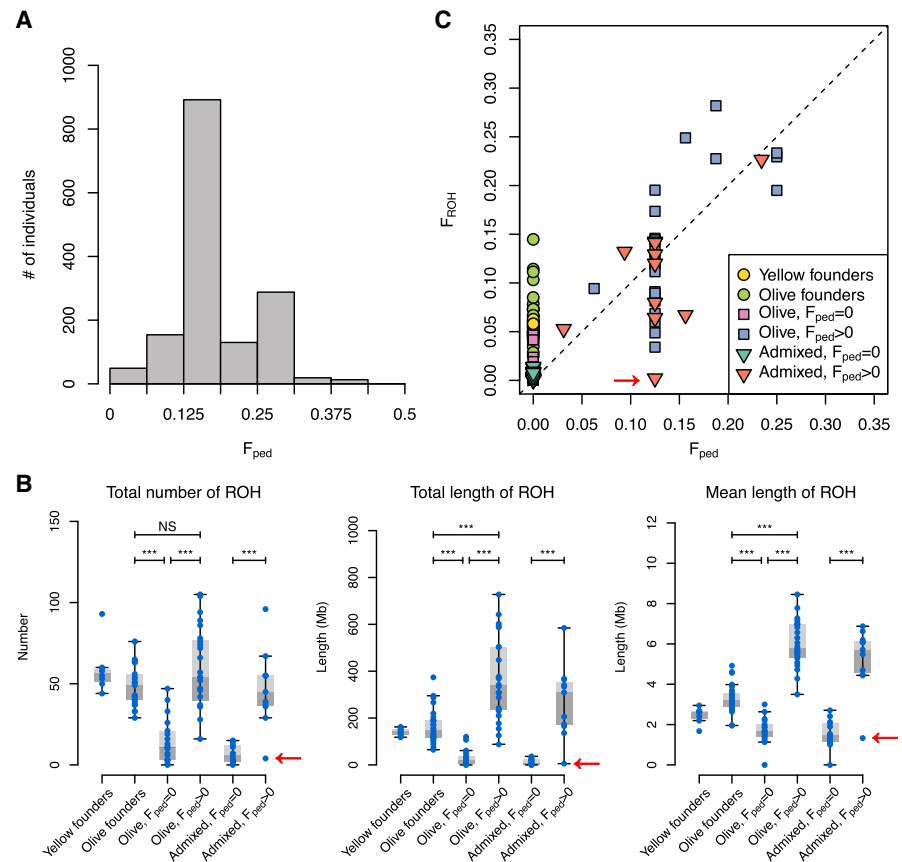 A
# of individuals
1000
800
600
400
200
0
0 0.125 0.25 0.375 0.5
Fped
C
FROH
0.35
0.30
0.25
0.20
0.15
0.10
0.05
0.00
Yellow founders
Olive founders
Olive, Fped=0
Olive, Fped>0
Admixed, Fped=0
Admixed, Fped>0
0.00 0.05 0.10 0.15 0.20 0.25 0.30 0.35
Fped
B
Total number of ROH
Number
150
100
50
0
NS
*** *** ***
Yellow founders
Olive founders
Olive, Fped=0
Olive, Fped>0
Admixed, Fped=0
Admixed, Fped>0
Total length of ROH
Length (Mb)
1000
800
600
400
200
0
***
*** *** ***
Yellow founders
Olive founders
Olive, Fped=0
Olive, Fped>0
Admixed, Fped=0
Admixed, Fped>0
Mean length of ROH
Length (Mb)
12
10
8
6
4
2
0
***
*** *** ***
Yellow founders
Olive founders
Olive, Fped=0
Olive, Fped>0
Admixed, Fped=0
Admixed, Fped>0